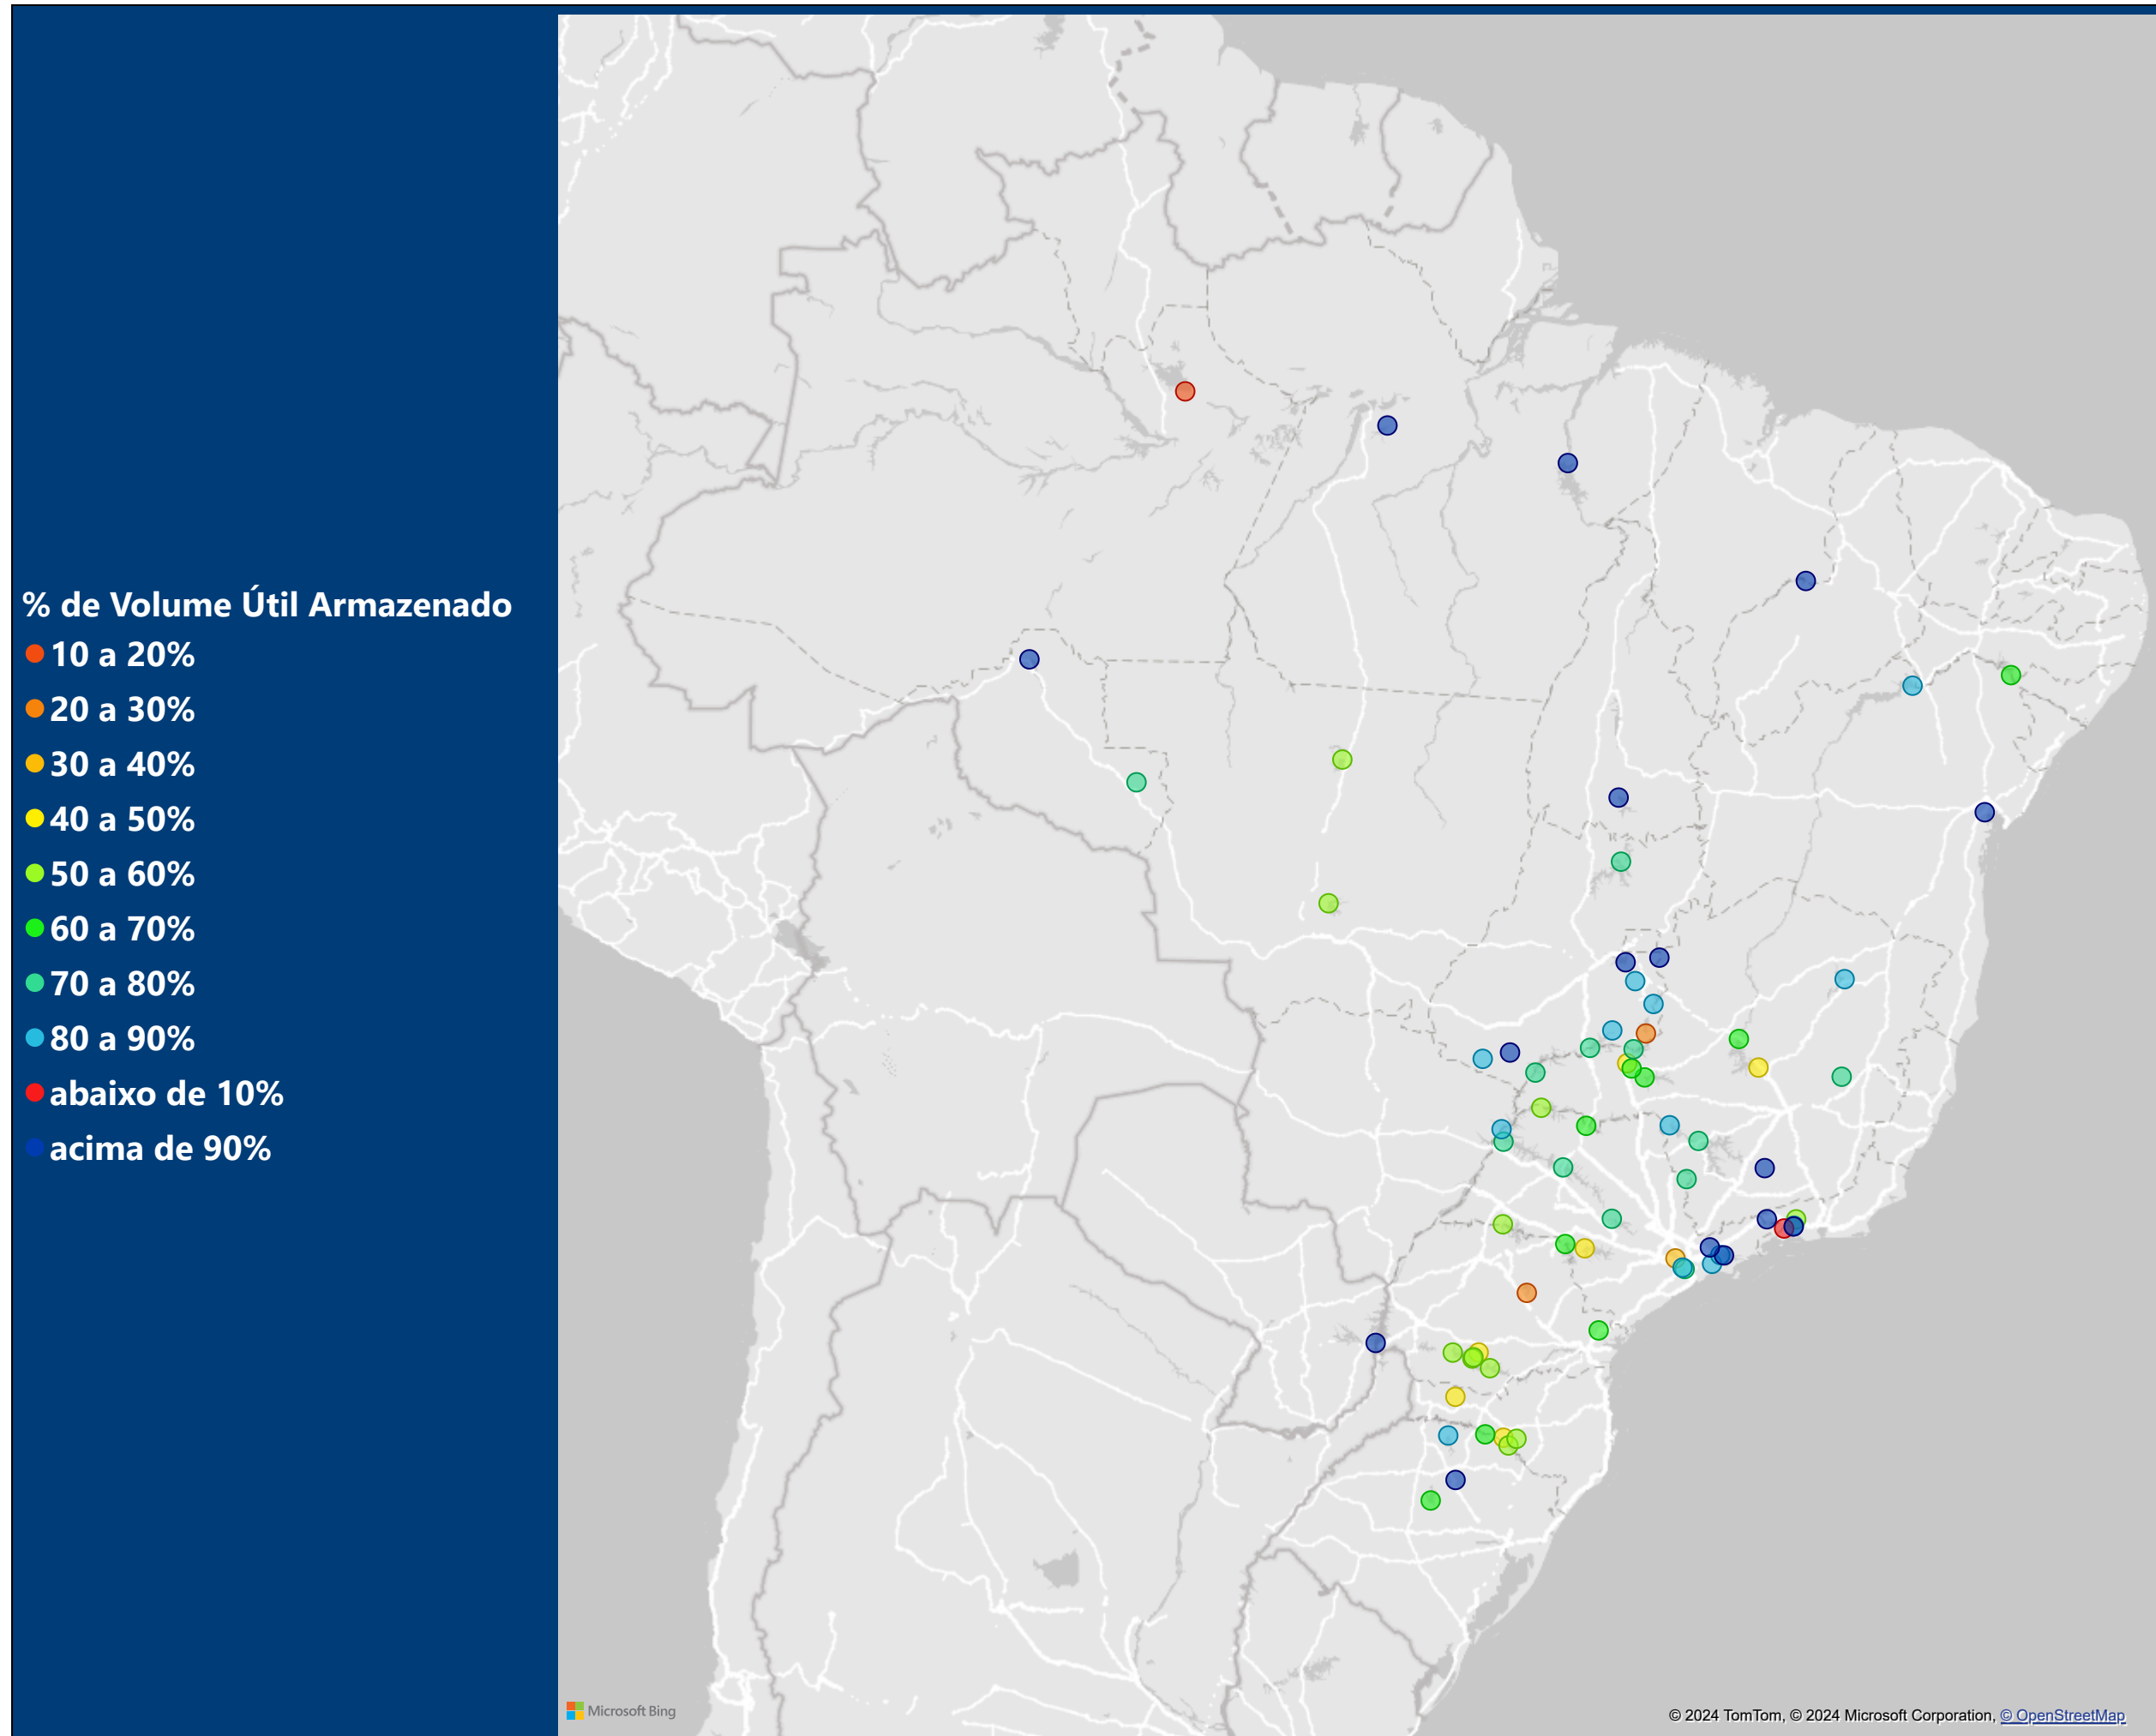 % de Volume Útil Armazenado
10 a 20%
20 a 30%
30 a 40%
40 a 50%
50 a 60%
60 a 70%
70 a 80%
80 a 90%
abaixo de 10%
acima de 90%
Microsoft Bing
© 2024 TomTom, © 2024 Microsoft Corporation, © OpenStreetMap